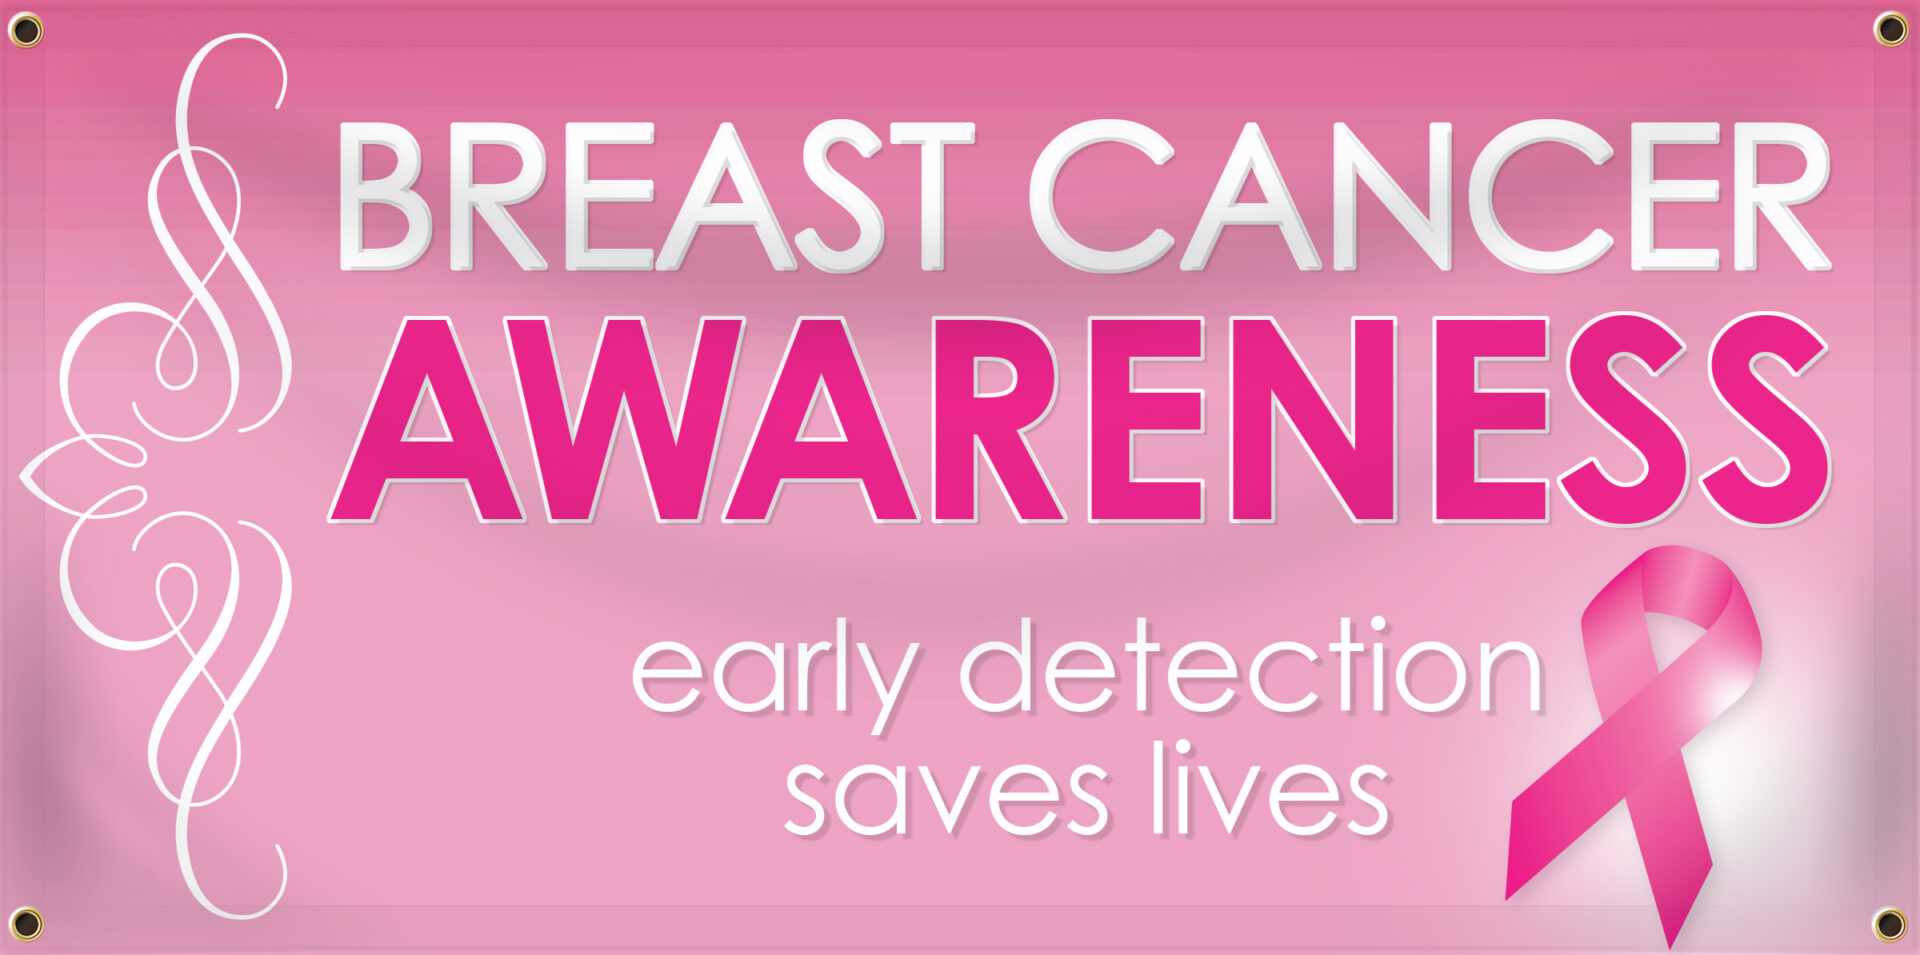 BREAST CANCER
AWARENESS
early detection
saves lives